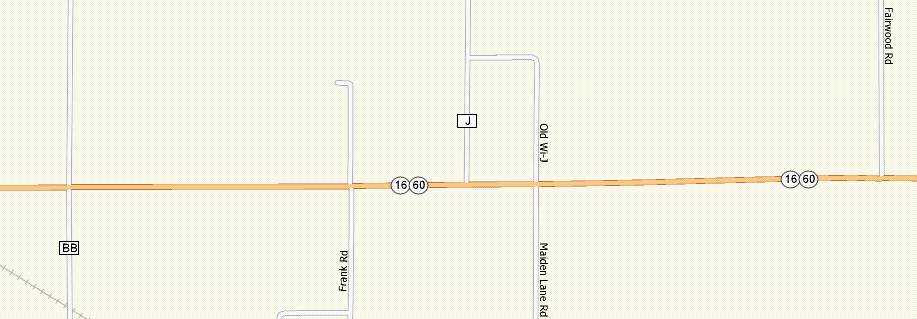 Fairwood Rd
J
Old Wi-J
16 60
16 60
BB
Frank Rd
Maiden Lane Rd